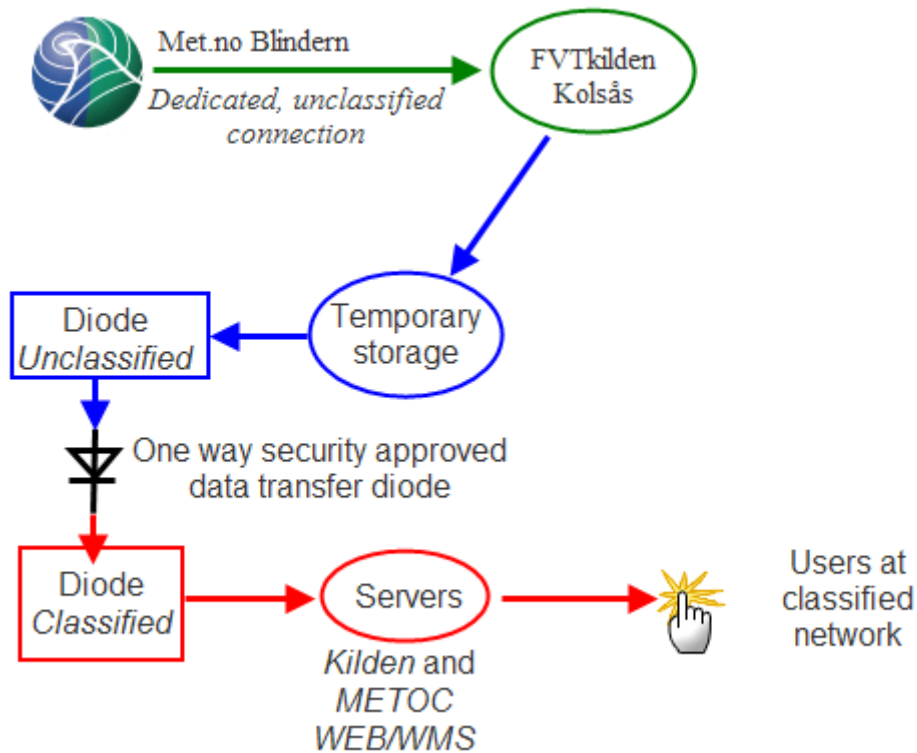 Met.no Blindern
Dedicated, unclassified
connection
FVTkilden
Kolsås
Temporary
storage
Diode
Unclassified
One way security approved
data transfer diode
Diode
Classified
Servers
Kilden and
METOC
WEB/WMS
Users at
classified
network